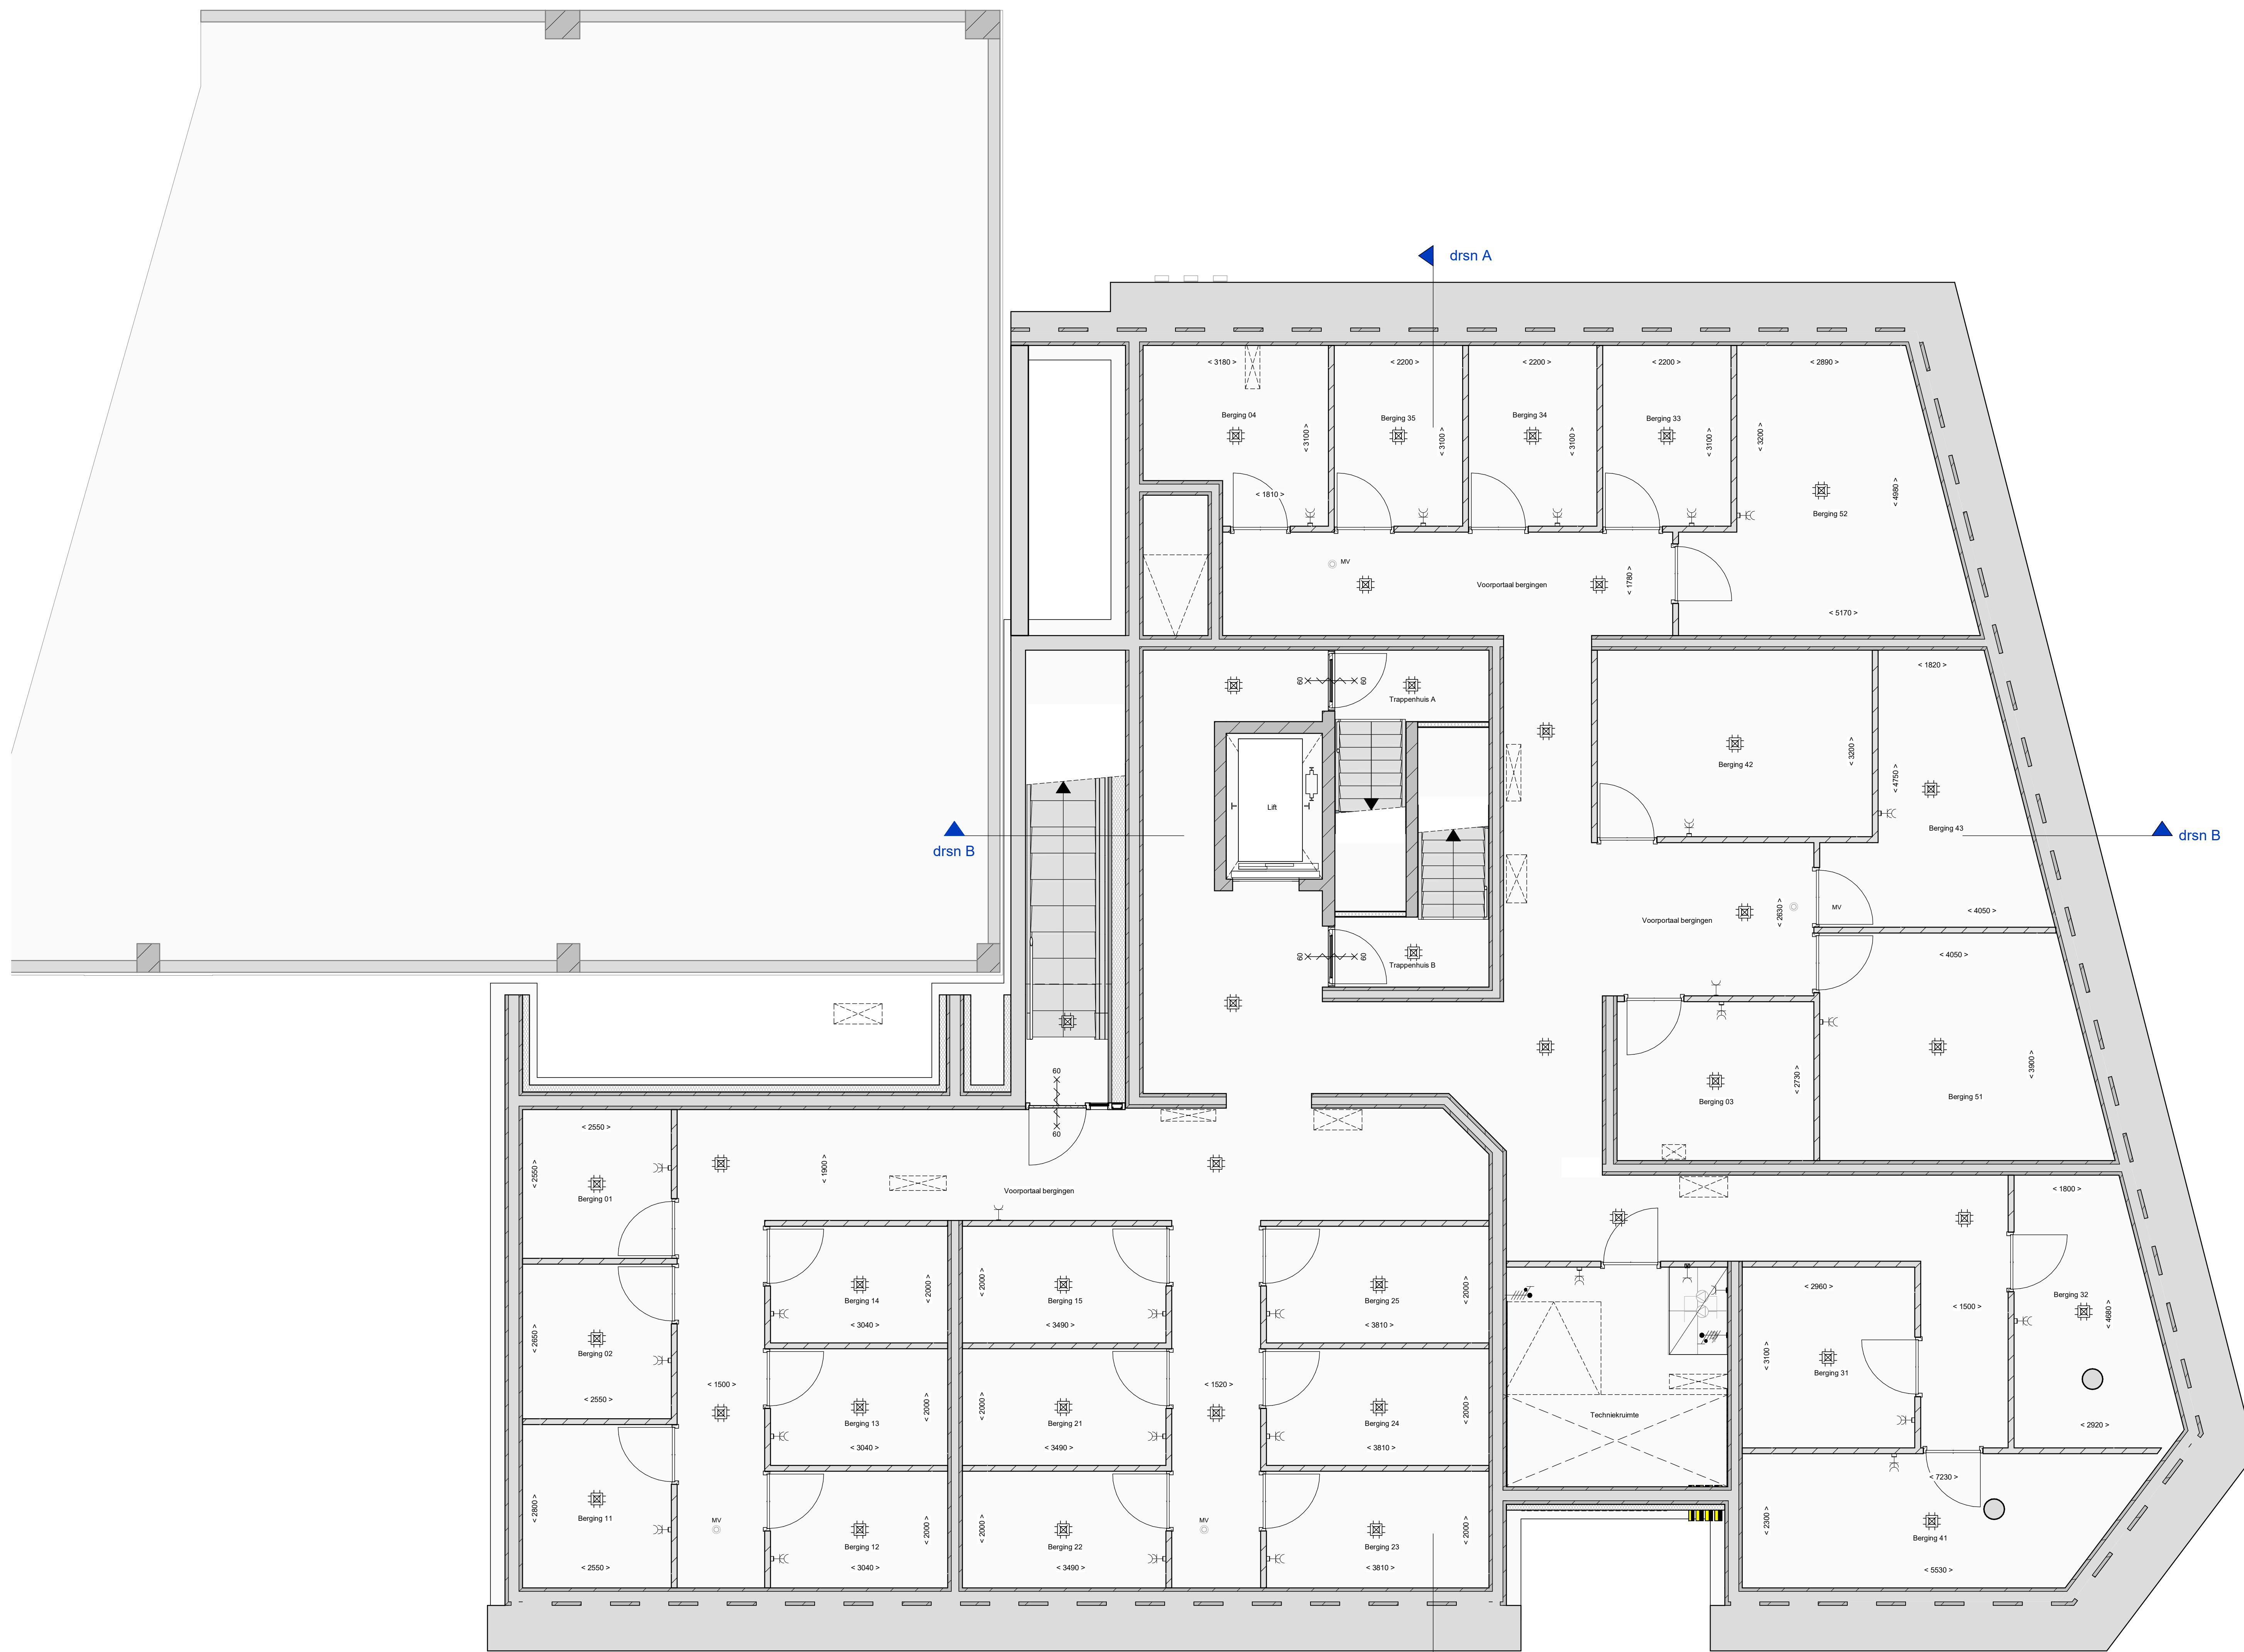 drsn A
< 3180 >
< 2200 >
< 2200 >
< 2200 >
< 2890 >
Berging 04
Berging 35
Berging 34
Berging 33
< 3100 >
< 3100 >
< 3100 >
< 3100 >
< 3200 >
< 1810 >
< 4980 >
Berging 52
MV
Voorportaal bergingen
< 1780 >
< 5170 >
60
60
Trappenhuis A
< 1820 >
Berging 42
< 3200 >
< 4750 >
Lift
Berging 43
drsn B
drsn B
Voorportaal bergingen
< 2630 >
MV
< 4050 >
< 4050 >
60
60
Trappenhuis B
Berging 03
< 2730 >
< 3900 >
Berging 51
60
60
< 2550 >
< 2550 >
Berging 01
< 1900 >
Voorportaal bergingen
< 1800 >
Berging 14
< 2000 >
< 3040 >
< 2000 >
Berging 15
< 3490 >
Berging 25
< 2000 >
< 3810 >
< 2960 >
< 1500 >
Berging 32
< 4680 >
< 2650 >
Berging 02
< 2550 >
< 1500 >
< 1520 >
< 3100 >
Berging 31
Berging 13
< 2000 >
< 3040 >
< 2000 >
Berging 21
< 3490 >
Berging 24
< 2000 >
< 3810 >
Techniekruimte
< 2920 >
< 7230 >
< 2800 >
Berging 11
< 2550 >
MV
Berging 12
< 2000 >
< 3040 >
< 2000 >
Berging 22
< 3490 >
MV
Berging 23
< 2000 >
< 3810 >
< 2300 >
Berging 41
< 5530 >